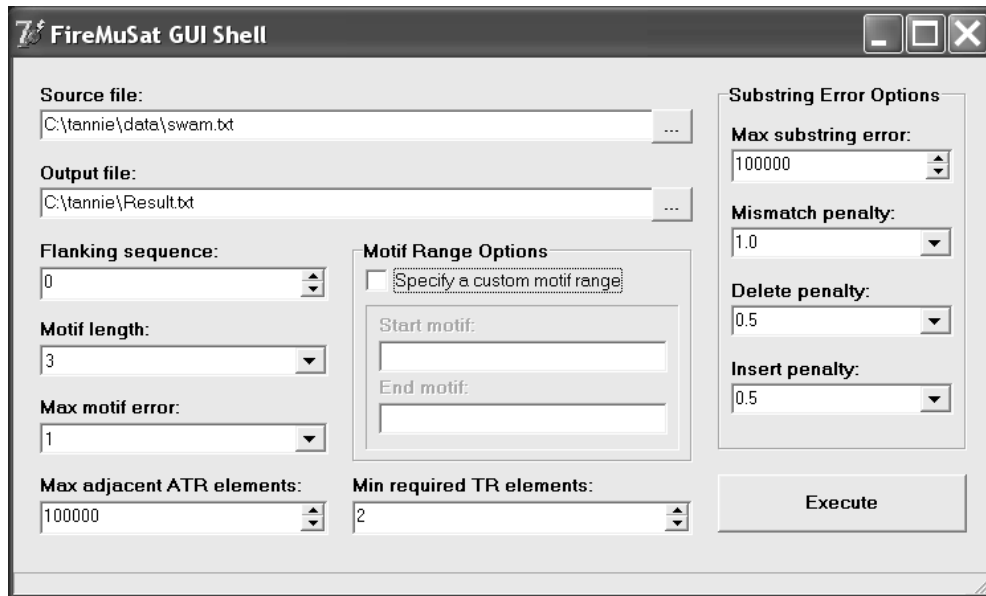 FireMuSat GUI Shell
Source file:
C:\tannie\data\swam.txt
...
Output file:
C:\tannie\Result.txt
...
Flanking sequence:
0
Motif length:
3
Max motif error:
1
Max adjacent ATR elements:
100000
Motif Range Options
Specify a custom motif range
Start motif:
End motif:
Min required TR elements:
2
Substring Error Options
Max substring error:
100000
Mismatch penalty:
1.0
Delete penalty:
0.5
Insert penalty:
0.5
Execute